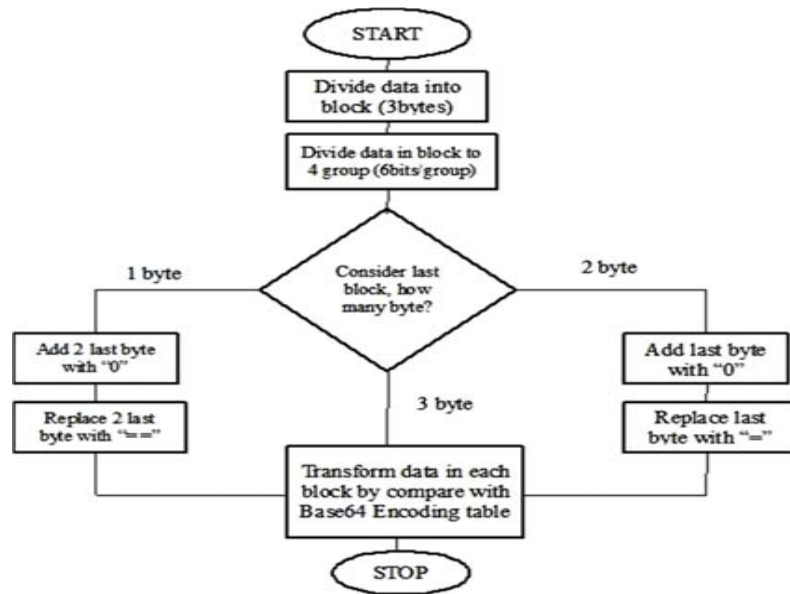 START
Divide data into
block (3bytes)
Divide data in block to
4 group (6bits/group)
1 byte
Consider last
block, how
many byte?
2 byte
Add 2 last byte
with “0”
Add last byte
with “0”
3 byte
Replace 2 last
byte with “==”
Replace last
byte with “=”
Transform data in each
block by compare with
Base64 Encoding table
STOP